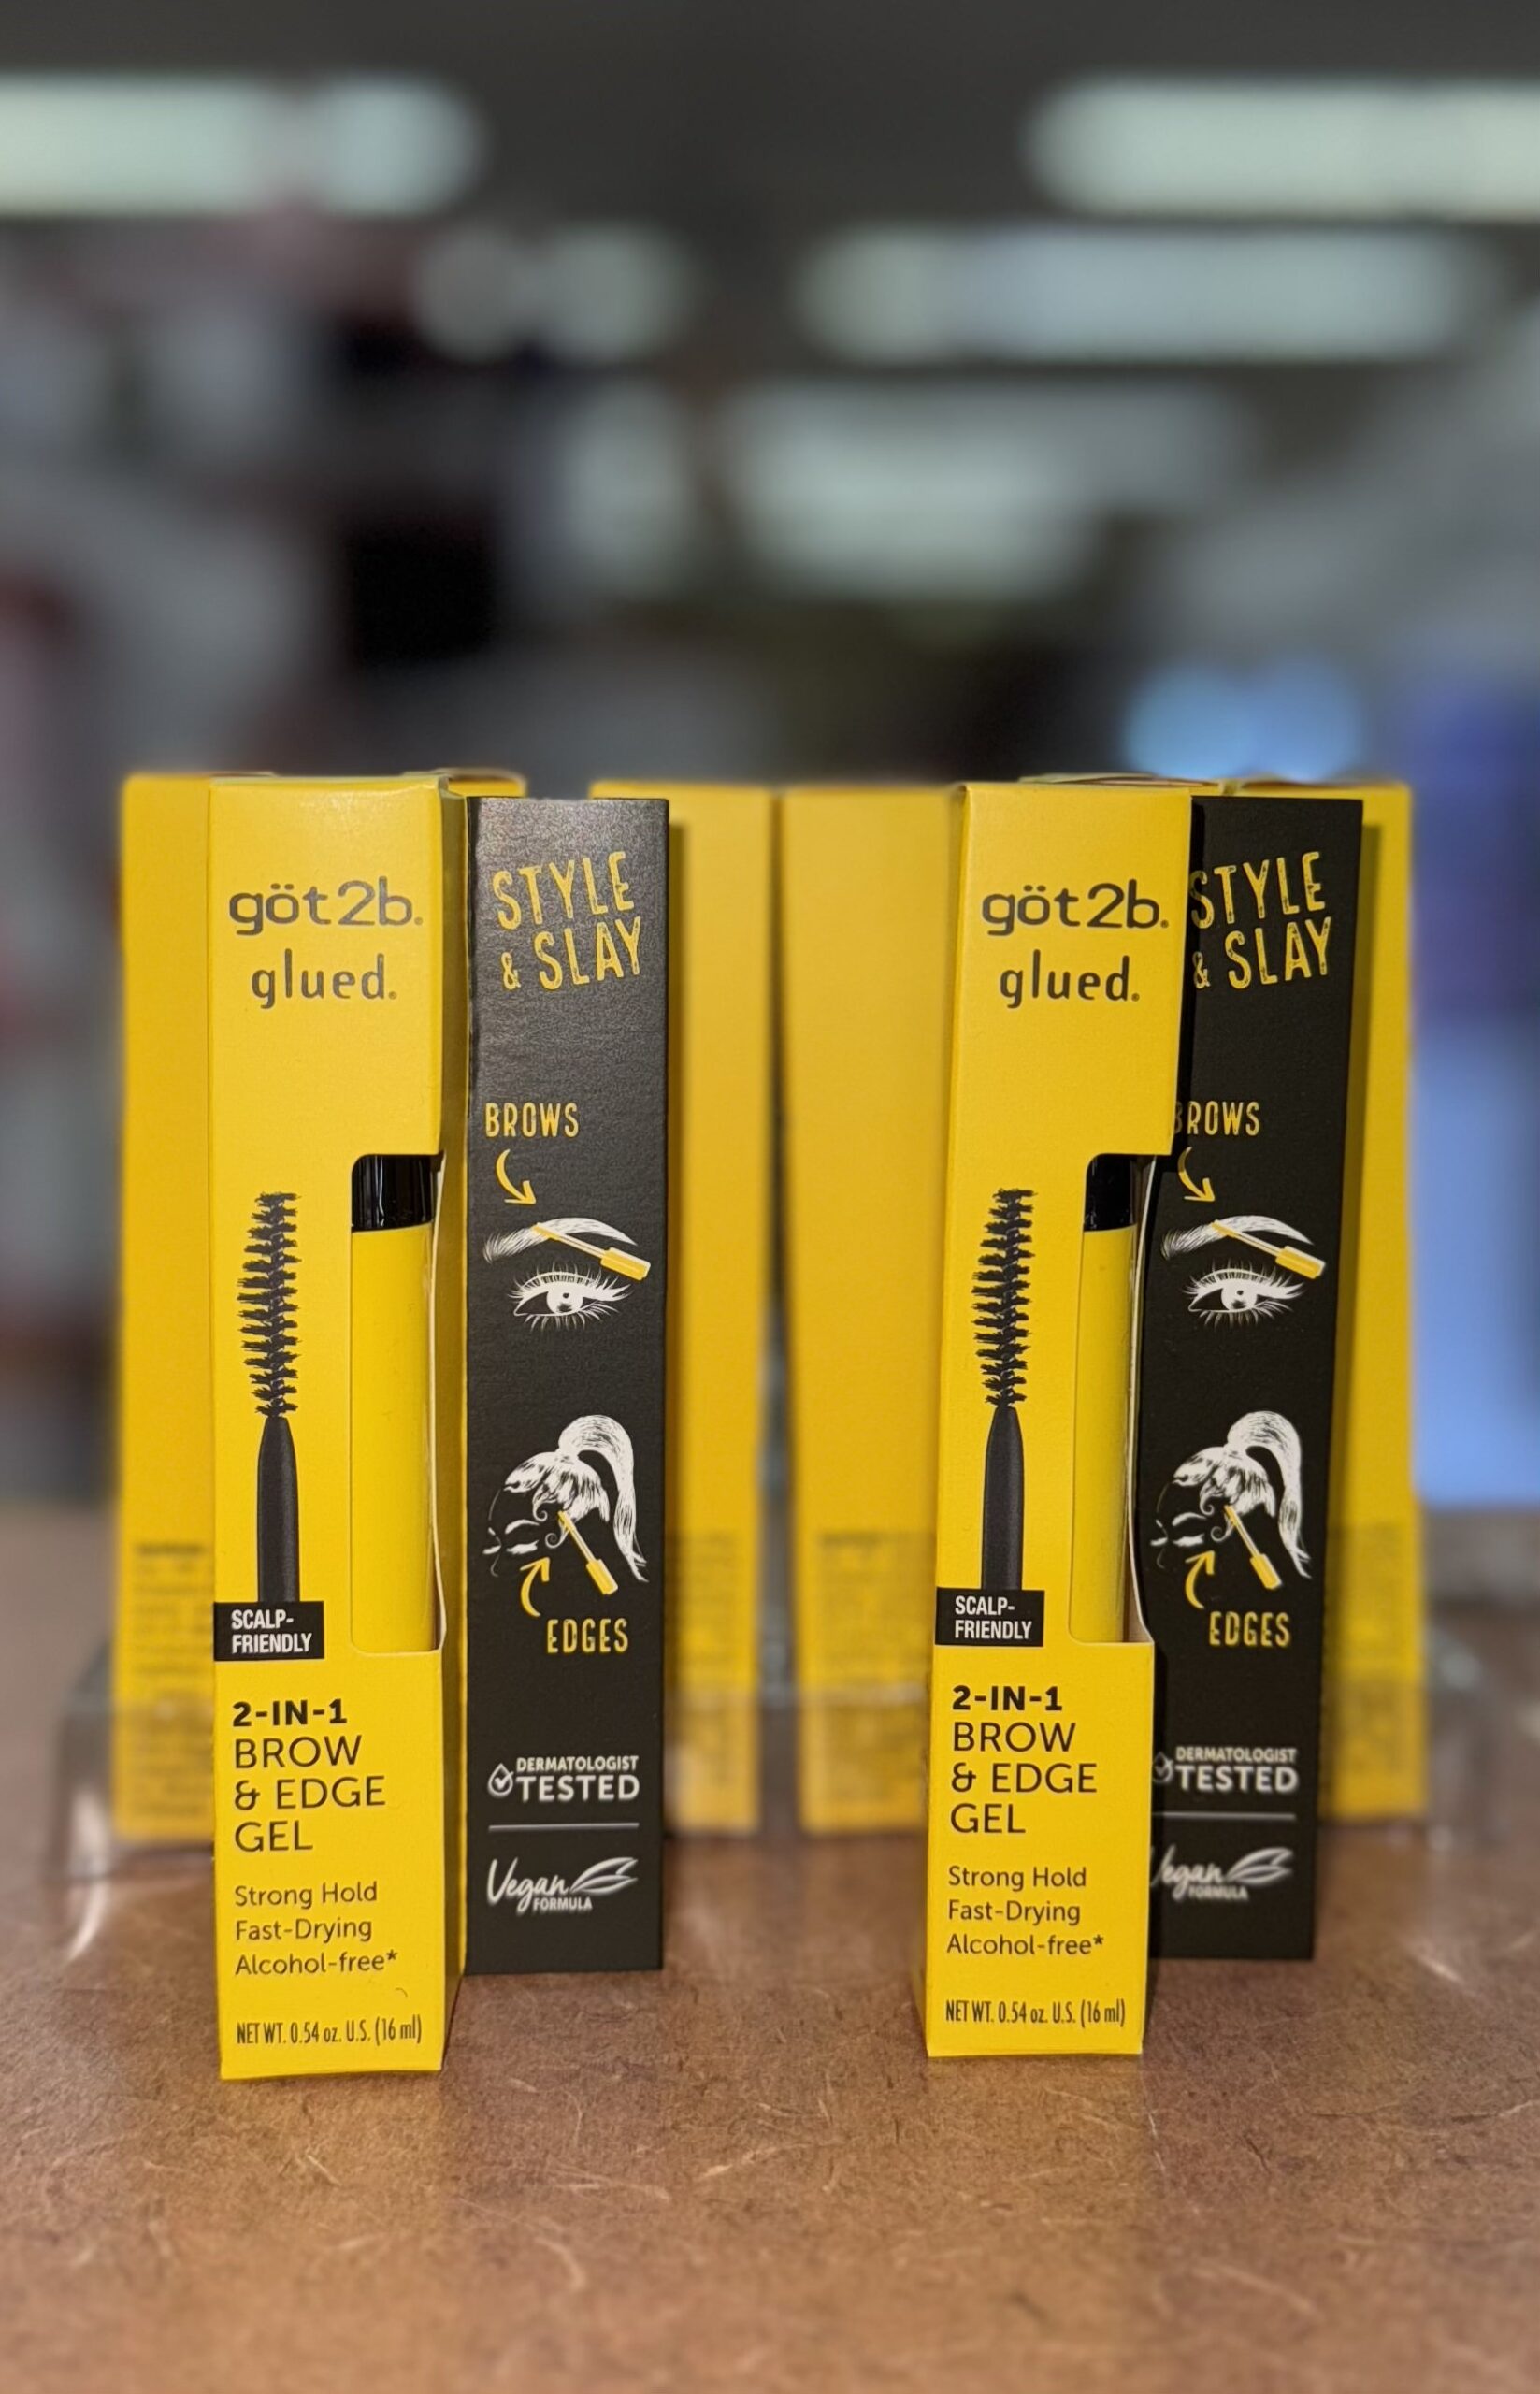 göt2b.
glued.
SCALP-
FRIENDLY
2-IN-1
BROW
& EDGE
GEL
Strong Hold
Fast-Drying
Alcohol-free*
NET WT. 0.54 oz. U.S. (16 ml)
STYLE
& SLAY
BROWS
EDGES
DERMATOLOGIST
TESTED
Vegan
FORMULA
göt2b.
glued.
SCALP-
FRIENDLY
2-IN-1
BROW
& EDGE
GEL
Strong Hold
Fast-Drying
Alcohol-free*
NET WT. 0.54 oz. U.S. (16 ml)
STYLE
& SLAY
BROWS
EDGES
DERMATOLOGIST
TESTED
Vegan
FORMULA